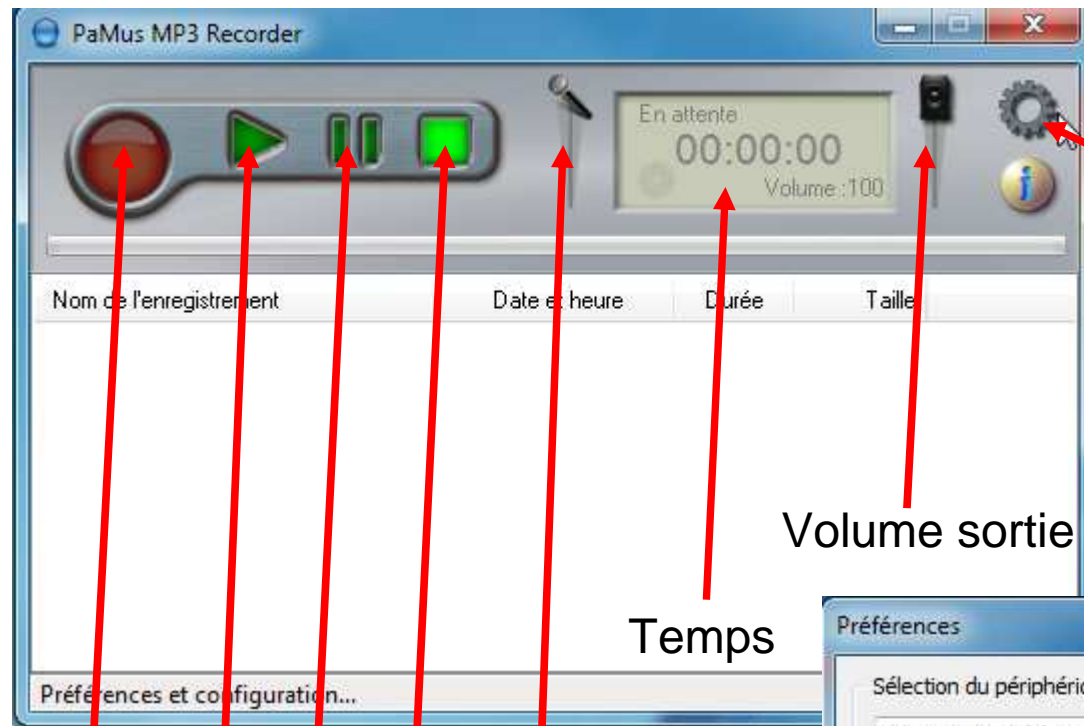 PaMus MP3 Recorder
En attente
00:00:00
Volume :100
Nom de l'enregistrement Date et heure Durée Taille
Volume sortie
Temps
Préférences
Préférences et configuration...